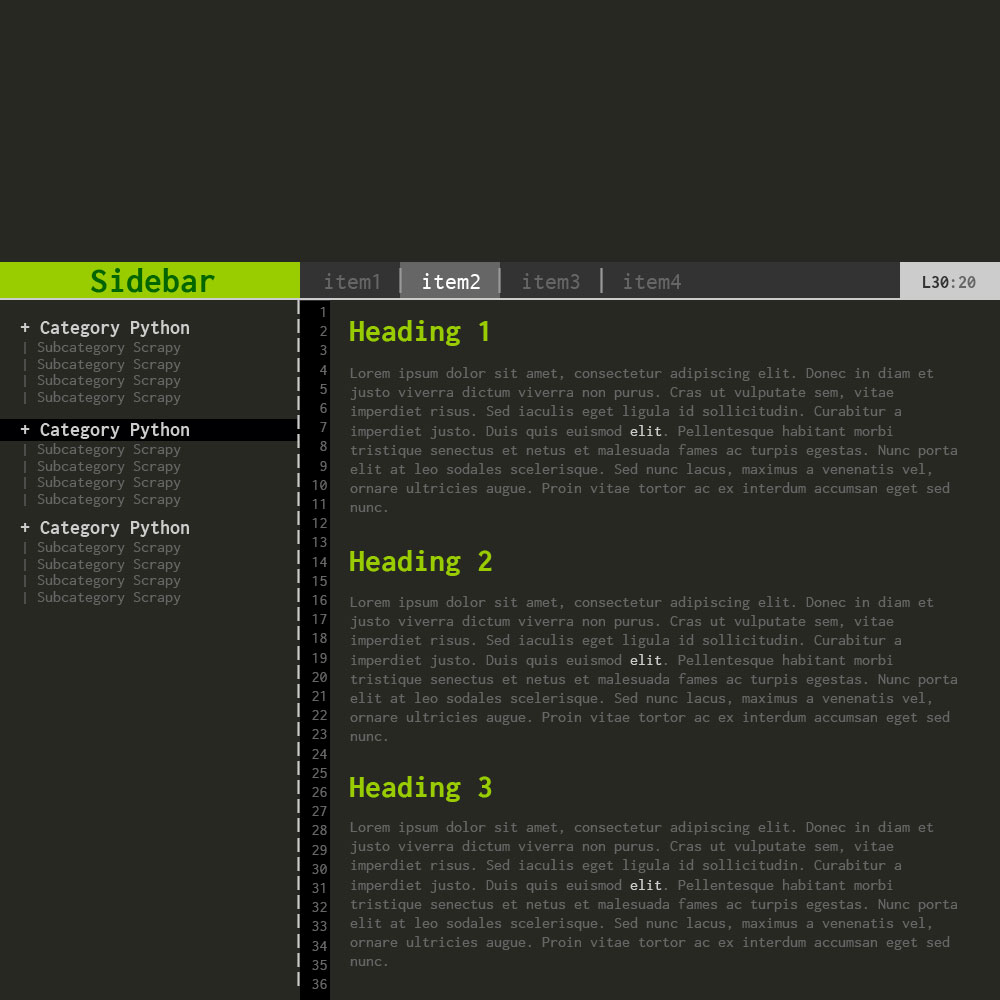 Sidebar
item1 | item2 | item3 | item4
L30:20
+ Category Python
| Subcategory Scrapy
| Subcategory Scrapy
| Subcategory Scrapy
| Subcategory Scrapy
+ Category Python
| Subcategory Scrapy
| Subcategory Scrapy
| Subcategory Scrapy
| Subcategory Scrapy
+ Category Python
| Subcategory Scrapy
| Subcategory Scrapy
| Subcategory Scrapy
| Subcategory Scrapy
1
2
3
4
5
6
7
8
9
10
11
12
13
14
15
16
17
18
19
20
21
22
23
24
25
26
27
28
29
30
31
32
33
34
35
36
Heading 1
Lorem ipsum dolor sit amet, consectetur adipiscing elit. Donec in diam et
justo viverra dictum viverra non purus. Cras ut vulputate sem, vitae
imperdiet risus. Sed iaculis eget ligula id sollicitudin. Curabitur a
imperdiet justo. Duis quis euismod elit. Pellentesque habitant morbi
tristique senectus et netus et malesuada fames ac turpis egestas. Nunc porta
elit at leo sodales scelerisque. Sed nunc lacus, maximus a venenatis vel,
ornare ultricies augue. Proin vitae tortor ac ex interdum accumsan eget sed
nunc.
Heading 2
Lorem ipsum dolor sit amet, consectetur adipiscing elit. Donec in diam et
justo viverra dictum viverra non purus. Cras ut vulputate sem, vitae
imperdiet risus. Sed iaculis eget ligula id sollicitudin. Curabitur a
imperdiet justo. Duis quis euismod elit. Pellentesque habitant morbi
tristique senectus et netus et malesuada fames ac turpis egestas. Nunc porta
elit at leo sodales scelerisque. Sed nunc lacus, maximus a venenatis vel,
ornare ultricies augue. Proin vitae tortor ac ex interdum accumsan eget sed
nunc.
Heading 3
Lorem ipsum dolor sit amet, consectetur adipiscing elit. Donec in diam et
justo viverra dictum viverra non purus. Cras ut vulputate sem, vitae
imperdiet risus. Sed iaculis eget ligula id sollicitudin. Curabitur a
imperdiet justo. Duis quis euismod elit. Pellentesque habitant morbi
tristique senectus et netus et malesuada fames ac turpis egestas. Nunc porta
elit at leo sodales scelerisque. Sed nunc lacus, maximus a venenatis vel,
ornare ultricies augue. Proin vitae tortor ac ex interdum accumsan eget sed
nunc.